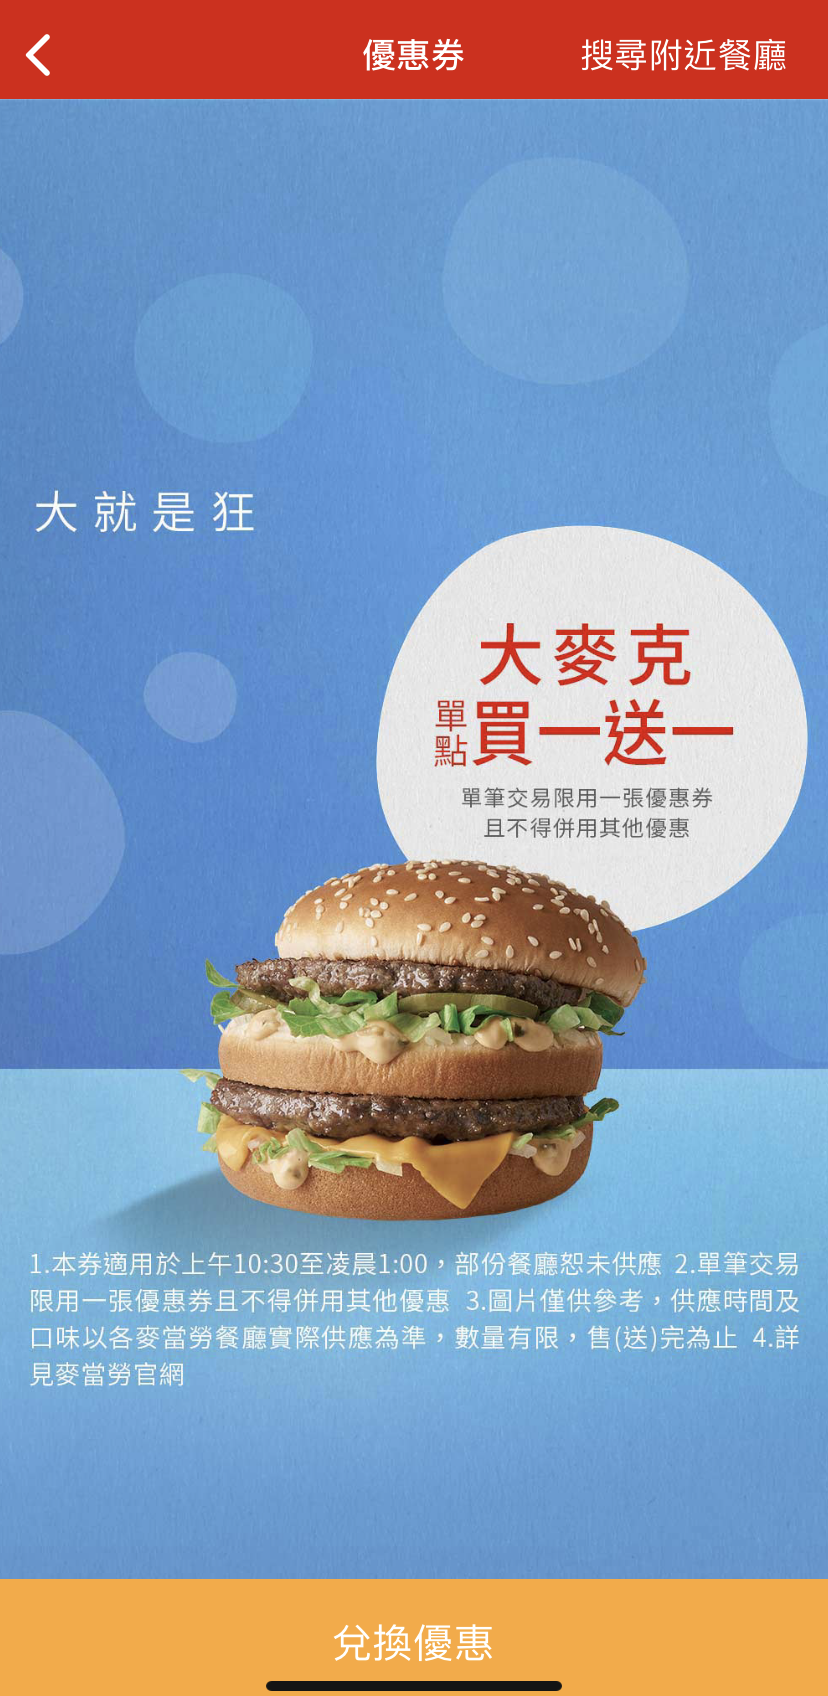 優惠券
搜尋附近餐廳
大就是狂
大麥克
單點買一送一
單筆交易限用一張優惠券
且不得併用其他優惠
1.本券適用於上午10:30至凌晨1:00，部份餐廳恕未供應 2.單筆交易
限用一張優惠券且不得併用其他優惠 3.圖片僅供參考，供應時間及
口味以各麥當勞餐廳實際供應為準，數量有限，售(送)完為止 4.詳
見麥當勞官網
兌換優惠